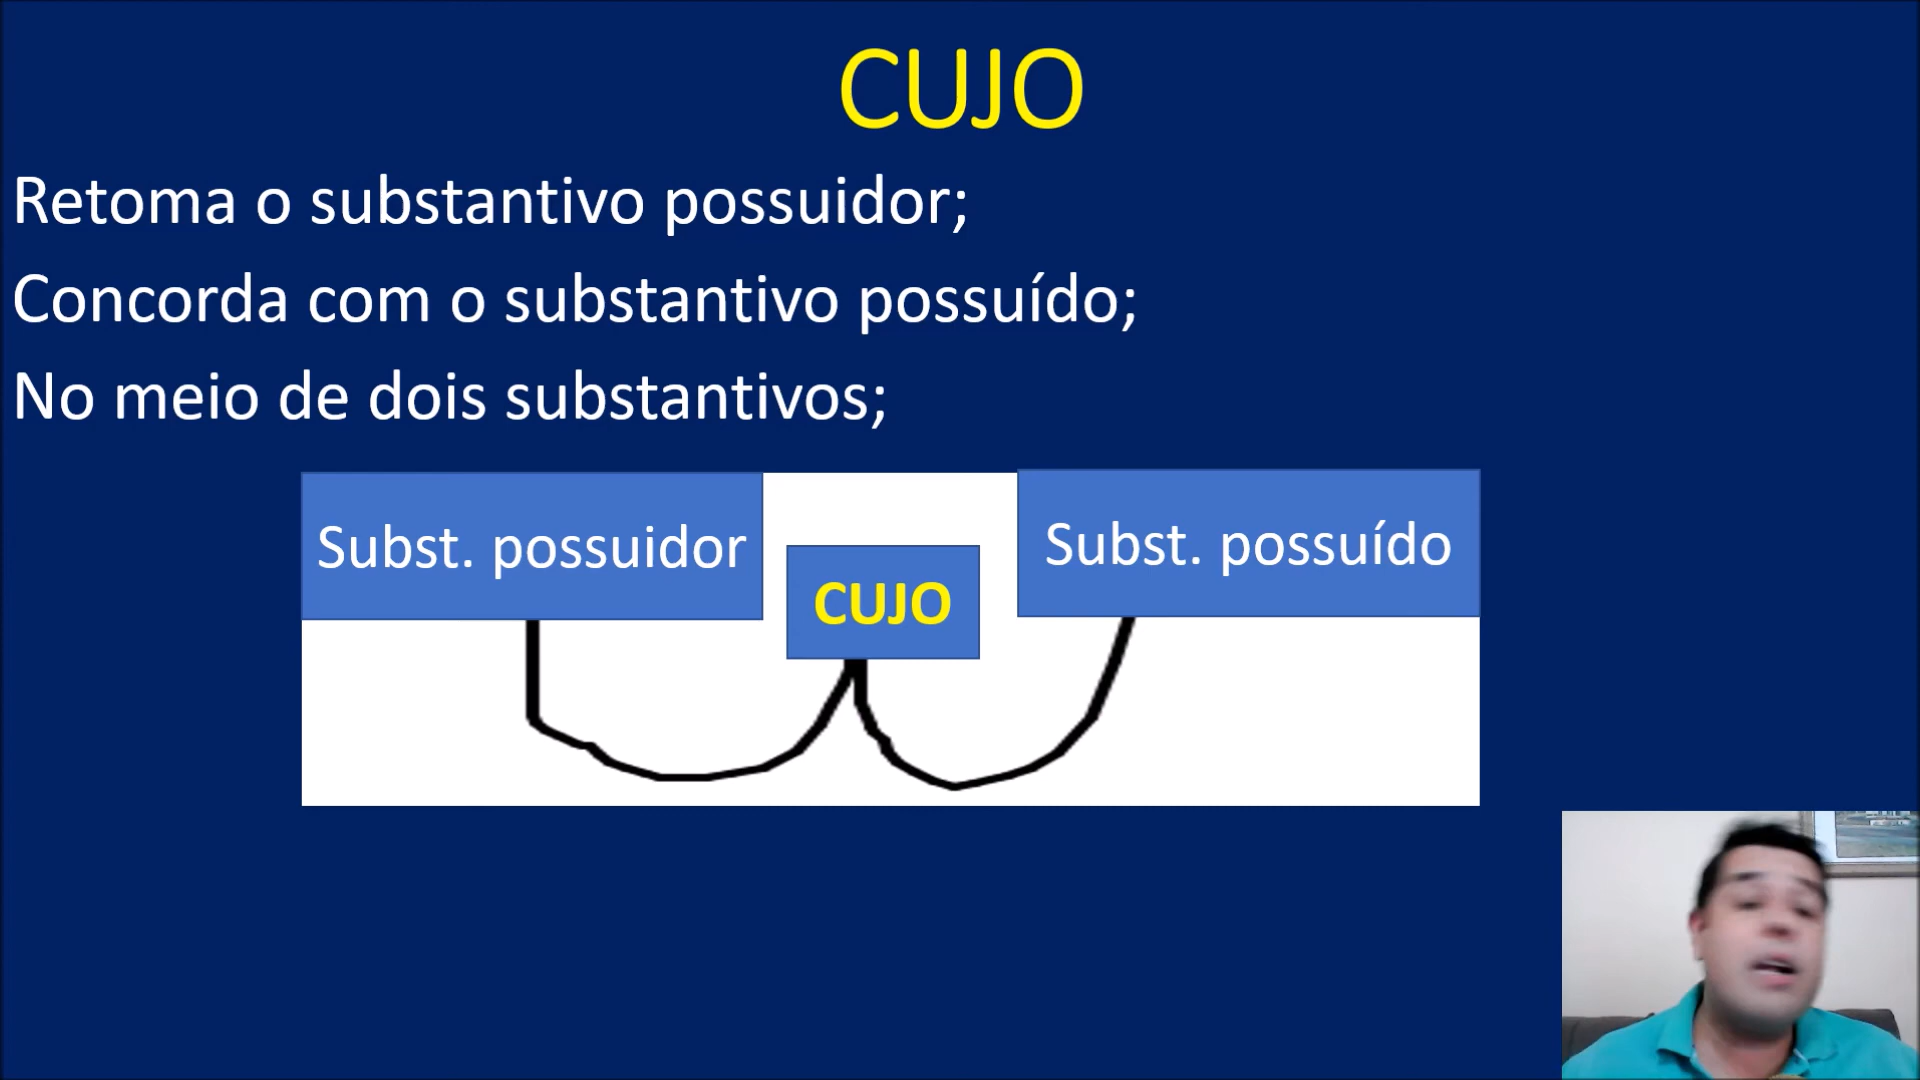 CUJO
Retoma o substantivo possuidor;
Concorda com o substantivo possuído;
No meio de dois substantivos;
Subst. possuidor
CUJO
Subst. possuído